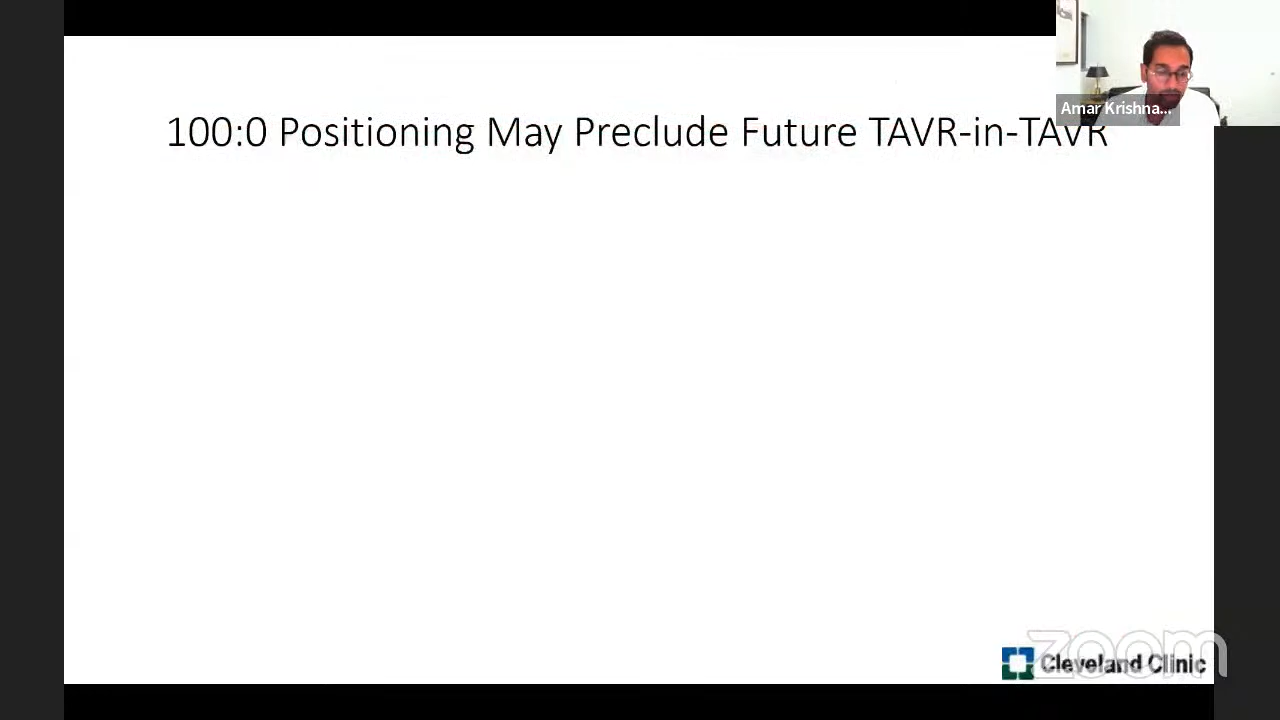 Amar Krishna...
100:0 Positioning May Preclude Future TAVR-in-TAVR
zoom
Cleveland Clinic